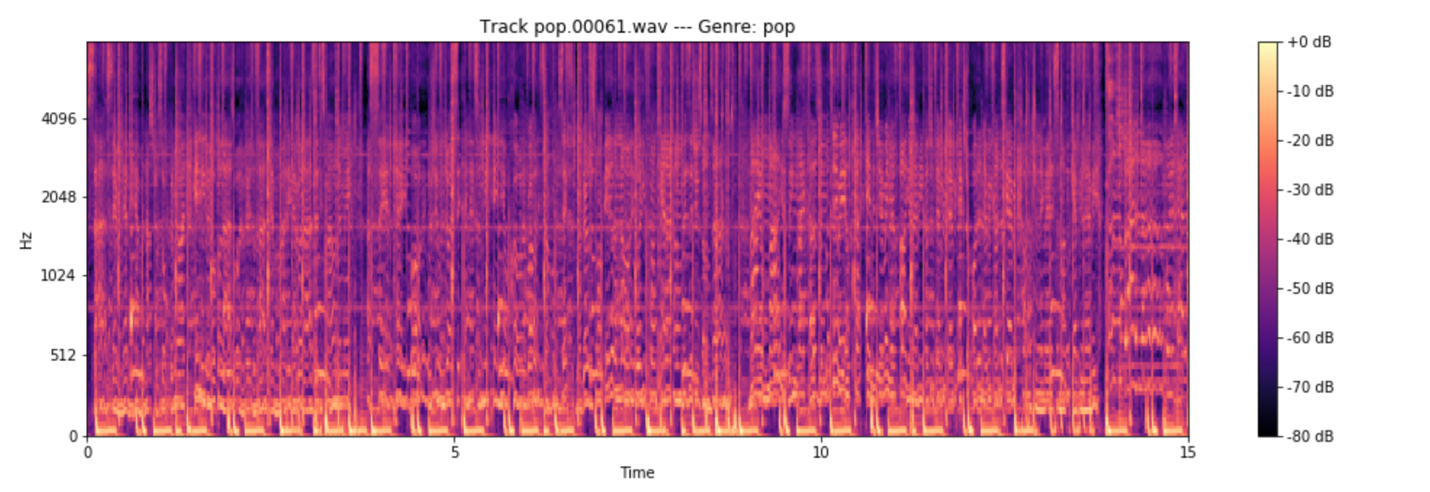 Track pop.00061.wav --- Genre: pop
Hz
4096
2048
1024
512
0
0 5 10 15
Time
+0 dB
-10 dB
-20 dB
-30 dB
-40 dB
-50 dB
-60 dB
-70 dB
-80 dB